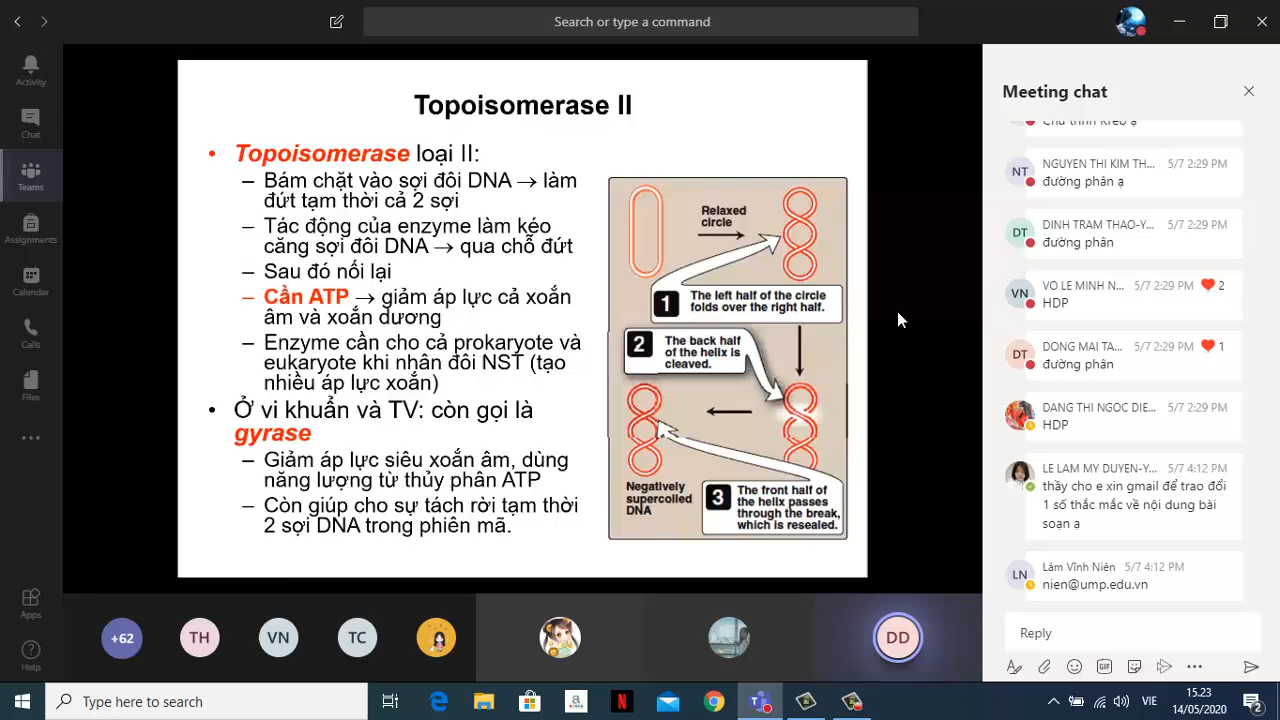 Search or type a command
Activity
Chat
Teams
Assignments
Calendar
Calls
Files
Apps
Help
Topoisomerase II
• Topoisomerase loại II:
– Bám chặt vào sợi đôi DNA → làm
đứt tạm thời cả 2 sợi
– Tác động của enzyme làm kéo
căng sợi đôi DNA → qua chỗ đứt
– Sau đó nối lại
– Cần ATP → giảm áp lực cả xoắn
âm và xoắn dương
– Enzyme cần cho cả prokaryote và
eukaryote khi nhân đôi NST (tạo
nhiều áp lực xoắn)
• Ở vi khuẩn và TV: còn gọi là
gyrase
– Giảm áp lực siêu xoắn âm, dùng
năng lượng từ thủy phân ATP
– Còn giúp cho sự tách rời tạm thời
2 sợi DNA trong phiên mã.
Relaxed
circle
1 The left half of the circle
folds over the right half.
2 The back half
of the helix is
cleaved.
Negatively
supercoiled
DNA
3 The front half of
the helix passes
through the break,
which is resealed.
+62
TH
VN
TC
DD
Meeting chat
Chu trình Kreb ạ
NT
NGUYEN THI KIM TH... 5/7 2:29 PM
đường phân ạ
DT
DINH TRAM THAO-Y... 5/7 2:29 PM
đường phân
VN
VO LE MINH N... 5/7 2:29 PM 2
HDP
DT
DONG MAI TA... 5/7 2:29 PM 1
đường phân
DANG THI NGOC DIE... 5/7 2:29 PM
HDP
LE LAM MY DUYEN-Y... 5/7 4:12 PM
thầy cho e xin gmail để trao đổi
1 số thắc mắc về nội dung bài
soạn ạ
LN
Lâm Vĩnh Niên 5/7 4:12 PM
nien@ump.edu.vn
Reply
GIF
Type here to search
VIE
15.23
14/05/2020
2